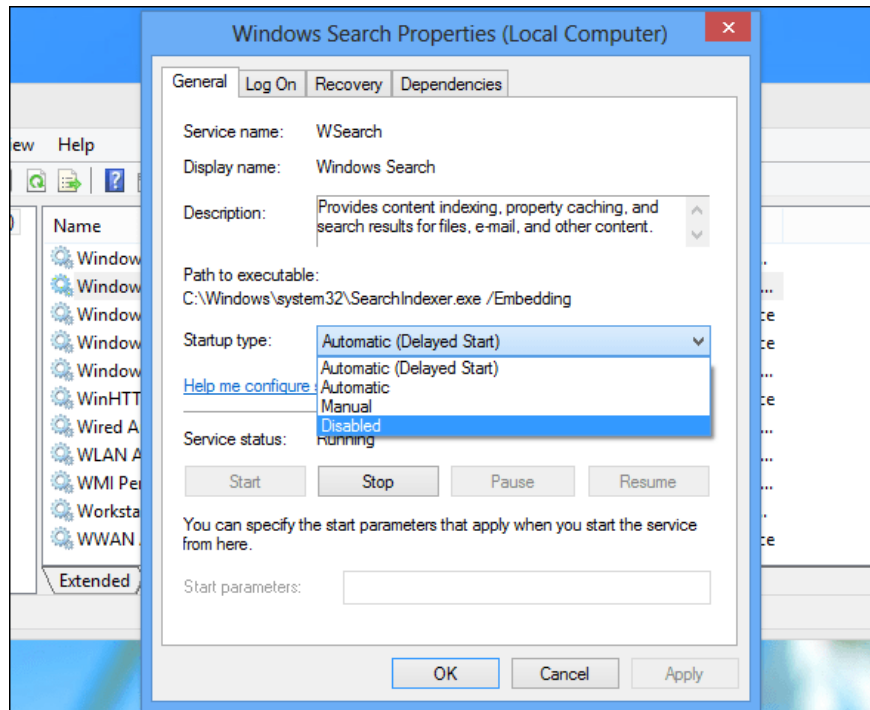 Windows Search Properties (Local Computer)
General Log On Recovery Dependencies
Service name: WSearch
Display name: Windows Search
Description: Provides content indexing, property caching, and
search results for files, e-mail, and other content.
Path to executable:
C:\Windows\system32\SearchIndexer.exe /Embedding
Startup type: Automatic (Delayed Start)
Automatic (Delayed Start)
Help me configure Automatic
Manual
Disabled
Service status: Running
Start Stop Pause Resume
You can specify the start parameters that apply when you start the service
from here.
Start parameters:
OK Cancel Apply
ew Help
Name
Window
Window
Window
Window
Window
WinHTT
Wired A
WLAN A
WMI Per
Worksta
WWAN
Extended